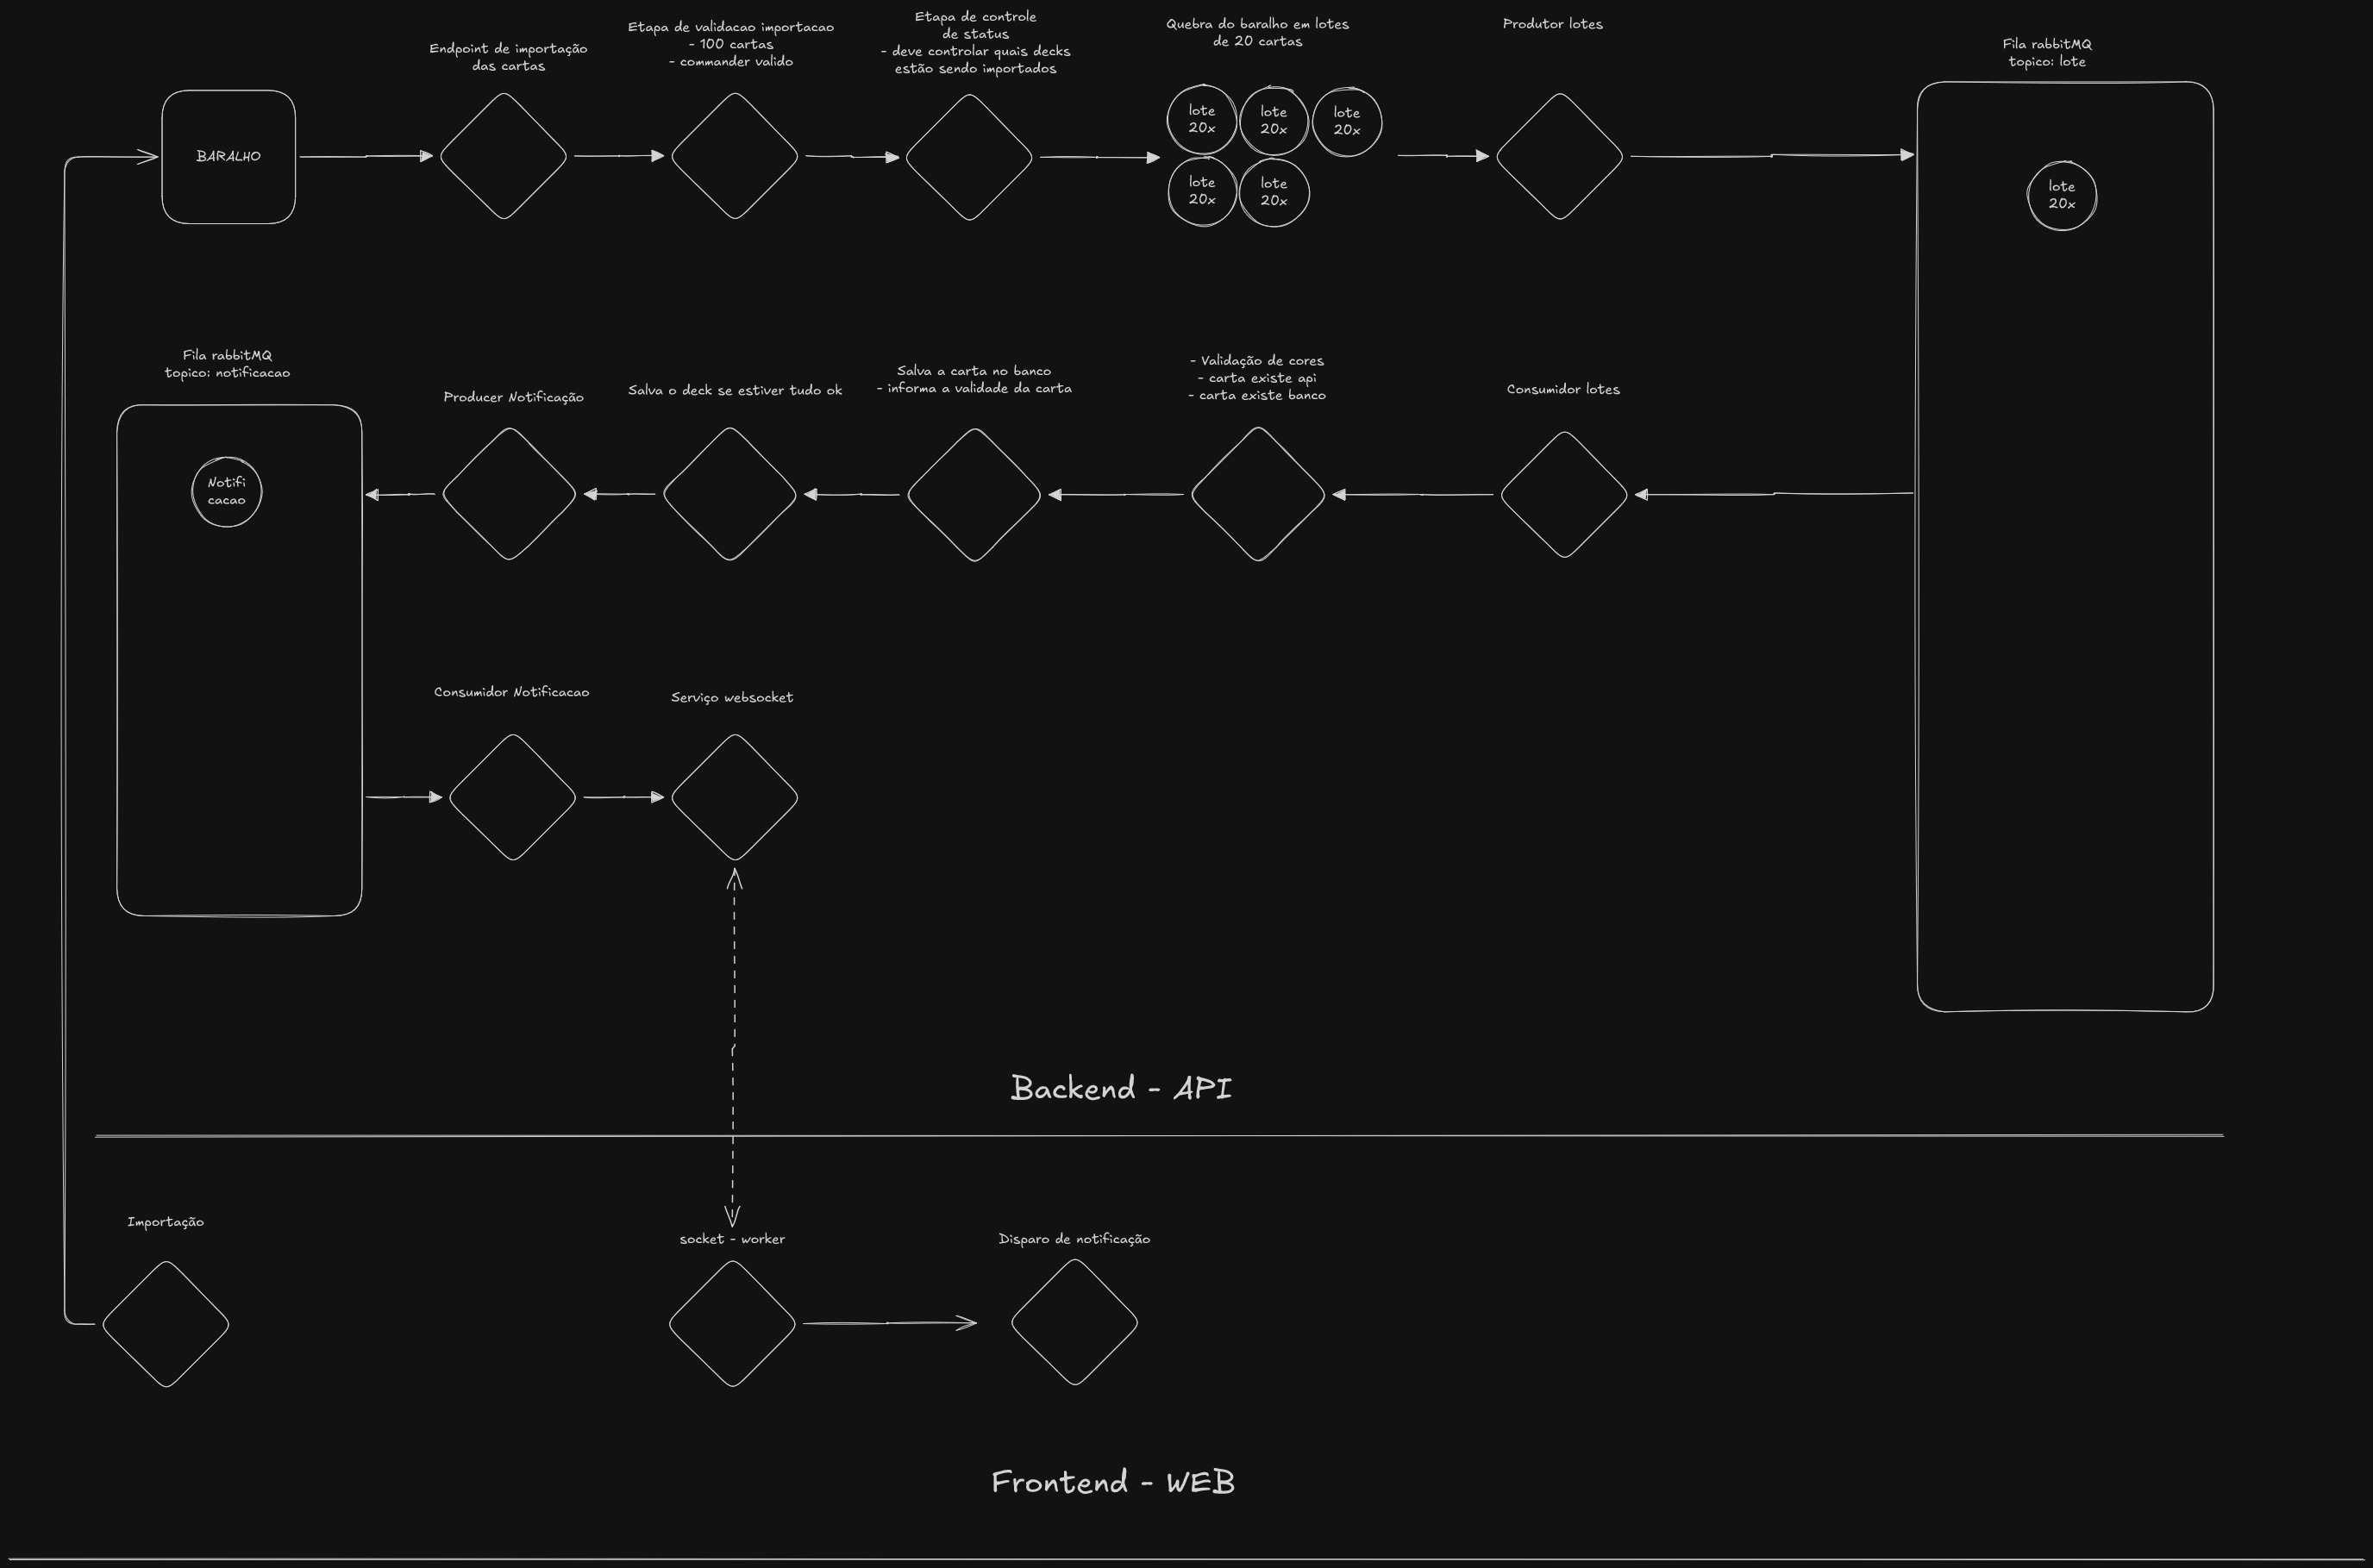 Endpoint de importação
das cartas
Etapa de validacao importacao
- 100 cartas
- commander valido
Etapa de controle
de status
- deve controlar quais decks
estão sendo importados
Quebra do baralho em lotes
de 20 cartas
Produtor lotes
Fila rabbitMQ
topico: lote
BARALHO
lote
20x
lote
20x
lote
20x
lote
20x
lote
20x
lote
20x
Fila rabbitMQ
topico: notificacao
Producer Notificação
Salva o deck se estiver tudo ok
Salva a carta no banco
- informa a validade da carta
- Validação de cores
- carta existe api
- carta existe banco
Consumidor lotes
Notifi
cacao
Consumidor Notificacao
Serviço websocket
Backend - API
Importação
socket - worker
Disparo de notificação
Frontend - WEB